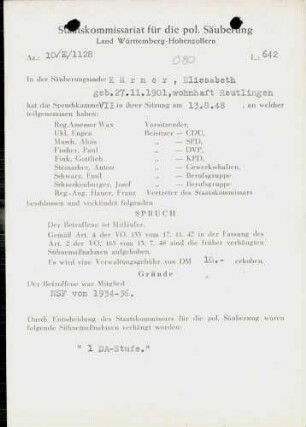 Staatskommissariat für die pol. Säuberung
Land Württemberg-Hohenzollern
Az.: 10/Z/1128
080
L. 642
In der Säuberungssache K ä r n e r , Eliesabeth
geb.27.11.1901, wohnhaft Reutlingen
hat die Spruchkammer VII in ihrer Sitzung am 13.8.48 , an welcher
teilgenommen haben:
Reg.Assessor Wax Vorsitzender,
Uhl, Eugen Beisitzer — CDU,
Munk, Alois „ — SPD,
Fischer, Paul „ — DVP,
Fink, Gottlieb „ — KPD,
Steinacker, Anton „ — Gewerkschaften,
Schwarz, Emil „ — Berufsgruppe
Schneckenburger, Josef „ — Berufsgruppe
Reg.-Ang. Hauer, Franz Vertreter des Staatskommissars
beschlossen und verkündet folgenden
SPRUCH
Der Betroffene ist Mitläufer.
Gemäß Art. 4 der VO. 133 vom 17. 11. 47 in der Fassung des
Art. 2 der VO. 165 vom 13. 7. 48 sind die früher verhängten
Sühnemaßnahmen aufgehoben.
Es wird eine Verwaltungsgebühr von DM 10.- erhoben.
Gründe
Der Betroffene war Mitglied
NSF von 1934-36.
Durch Entscheidung des Staatskommissars für die pol. Säuberung waren
folgende Sühnemaßnahmen verhängt worden:
"1 DA-Stufe."